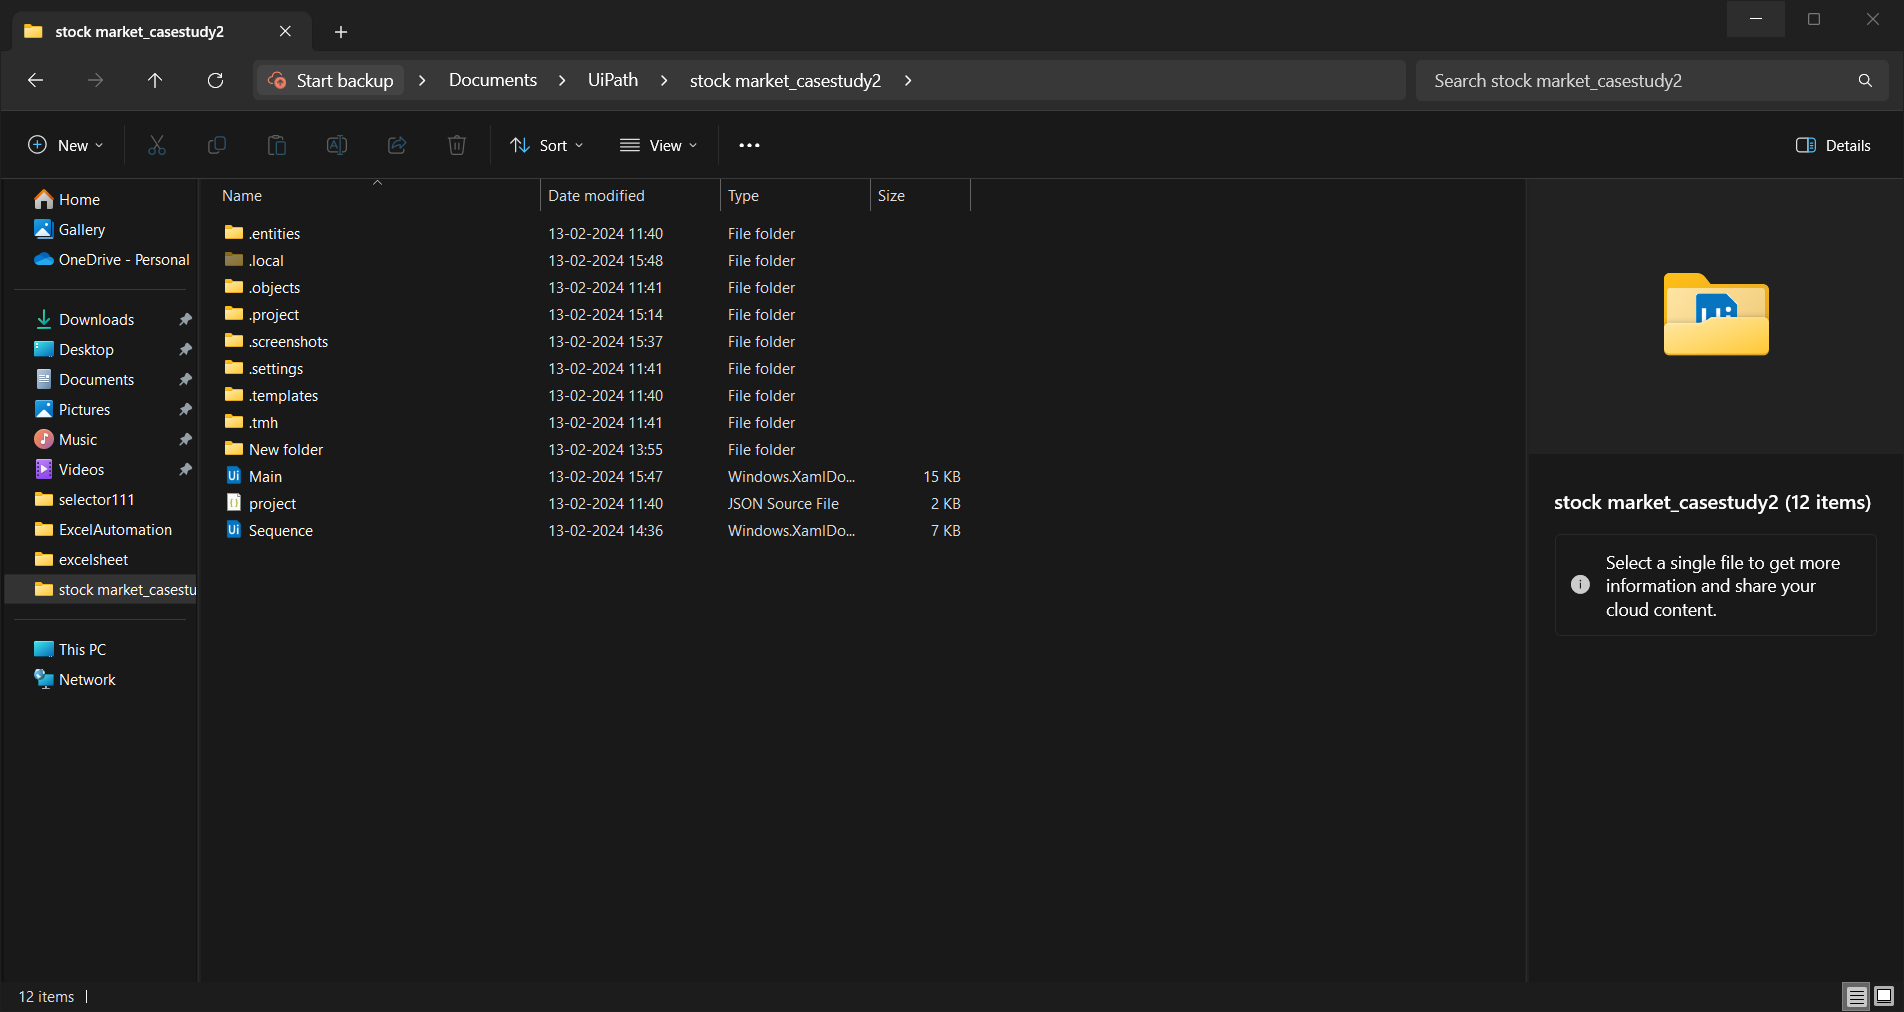 stock market_casestudy2
Start backup > Documents > UiPath > stock market_casestudy2 >
Search stock market_casestudy2
New
Sort
View
Details
Home
Gallery
OneDrive - Personal
Downloads
Desktop
Documents
Pictures
Music
Videos
selector111
ExcelAutomation
excelsheet
stock market_casestu
This PC
Network
Name Date modified Type Size
.entities 13-02-2024 11:40 File folder
.local 13-02-2024 15:48 File folder
.objects 13-02-2024 11:41 File folder
.project 13-02-2024 15:14 File folder
.screenshots 13-02-2024 15:37 File folder
.settings 13-02-2024 11:41 File folder
.templates 13-02-2024 11:40 File folder
.tmh 13-02-2024 11:41 File folder
New folder 13-02-2024 13:55 File folder
Main 13-02-2024 15:47 Windows.XamlDo... 15 KB
project 13-02-2024 11:40 JSON Source File 2 KB
Sequence 13-02-2024 14:36 Windows.XamlDo... 7 KB
stock market_casestudy2 (12 items)
Select a single file to get more
information and share your
cloud content.
12 items